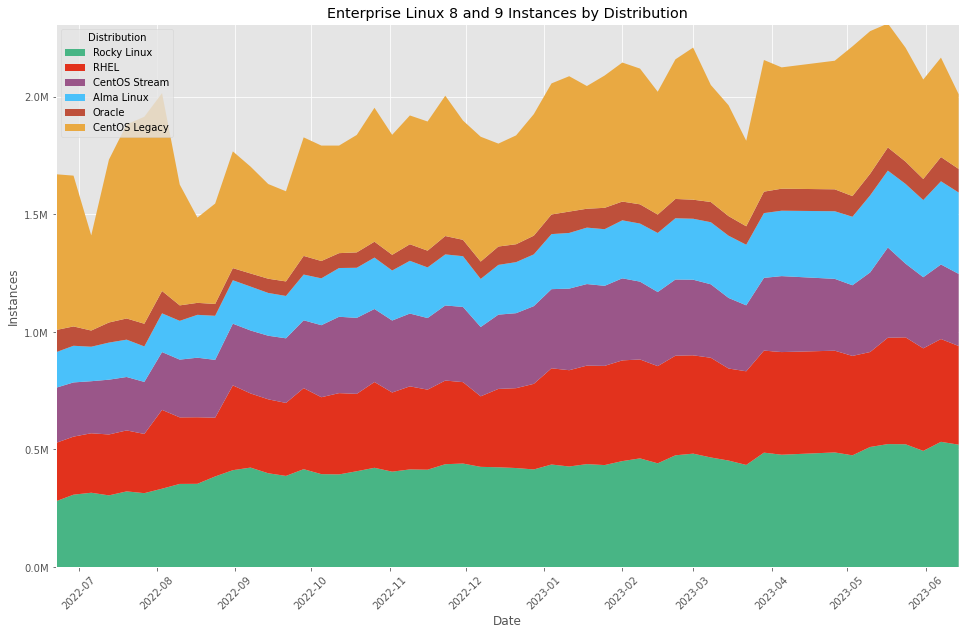 Enterprise Linux 8 and 9 Instances by Distribution
Distribution
Rocky Linux
RHEL
CentOS Stream
Alma Linux
Oracle
CentOS Legacy
2.0M
1.5M
1.0M
0.5M
0.0M
Instances
2022-07
2022-08
2022-09
2022-10
2022-11
2022-12
2023-01
2023-02
2023-03
2023-04
2023-05
2023-06
Date